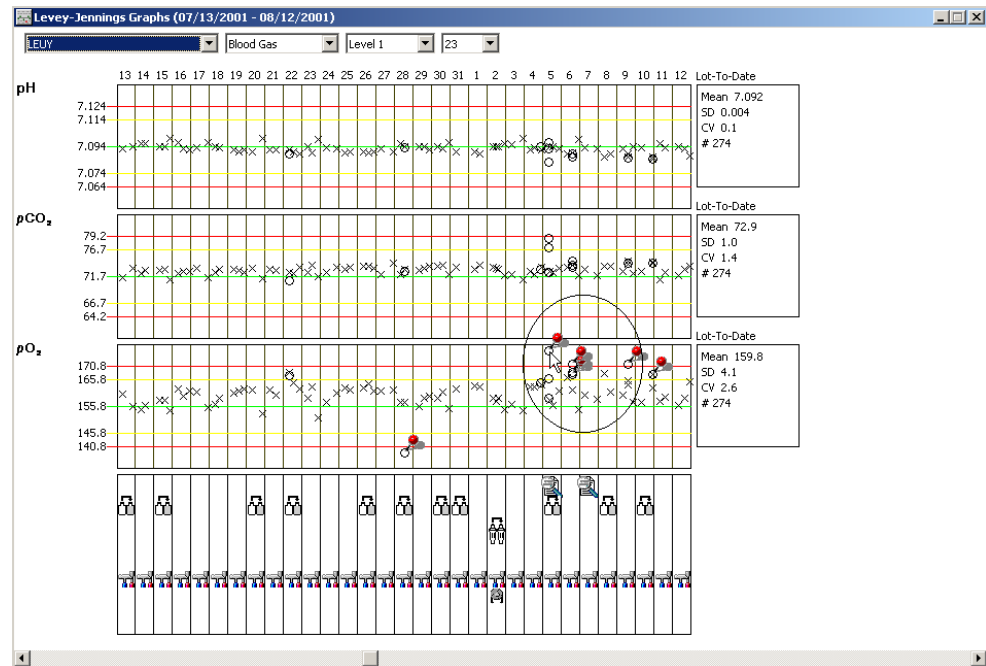 Levey-Jennings Graphs (07/13/2001 - 08/12/2001)
LEUY Blood Gas Level 1 23
13 14 15 16 17 18 19 20 21 22 23 24 25 26 27 28 29 30 31 1 2 3 4 5 6 7 8 9 10 11 12 Lot-To-Date
pH
7.124
7.114
7.094
7.074
7.064
Mean 7.092
SD 0.004
CV 0.1
# 274
pCO₂
79.2
76.7
71.7
66.7
64.2
Lot-To-Date
Mean 72.9
SD 1.0
CV 1.4
# 274
pO₂
170.8
165.8
155.8
145.8
140.8
Lot-To-Date
Mean 159.8
SD 4.1
CV 2.6
# 274